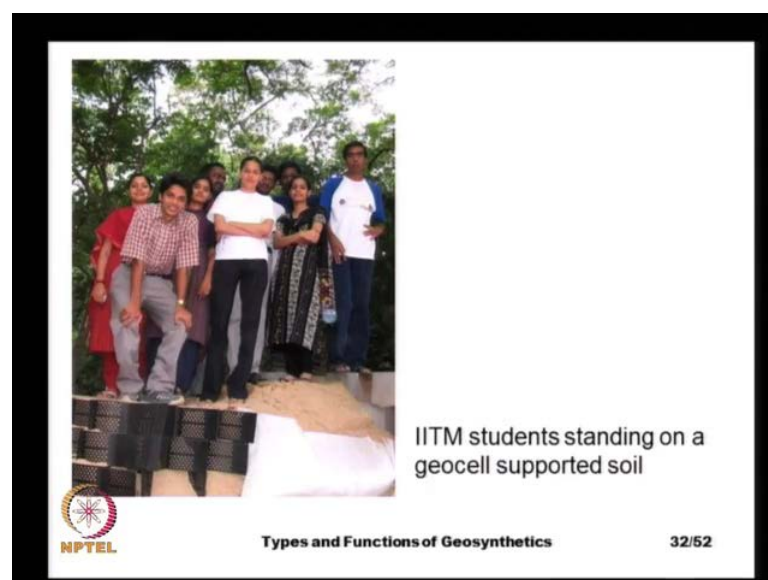 IITM students standing on a
geocell supported soil
NPTEL
Types and Functions of Geosynthetics
32/52